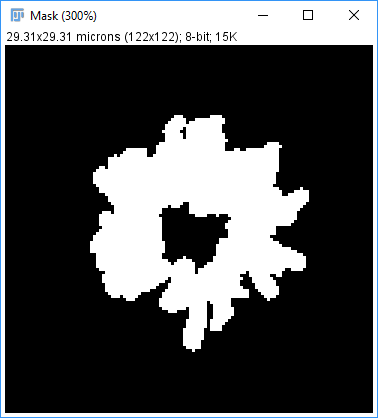 Mask (300%)
29.31x29.31 microns (122x122); 8-bit; 15K